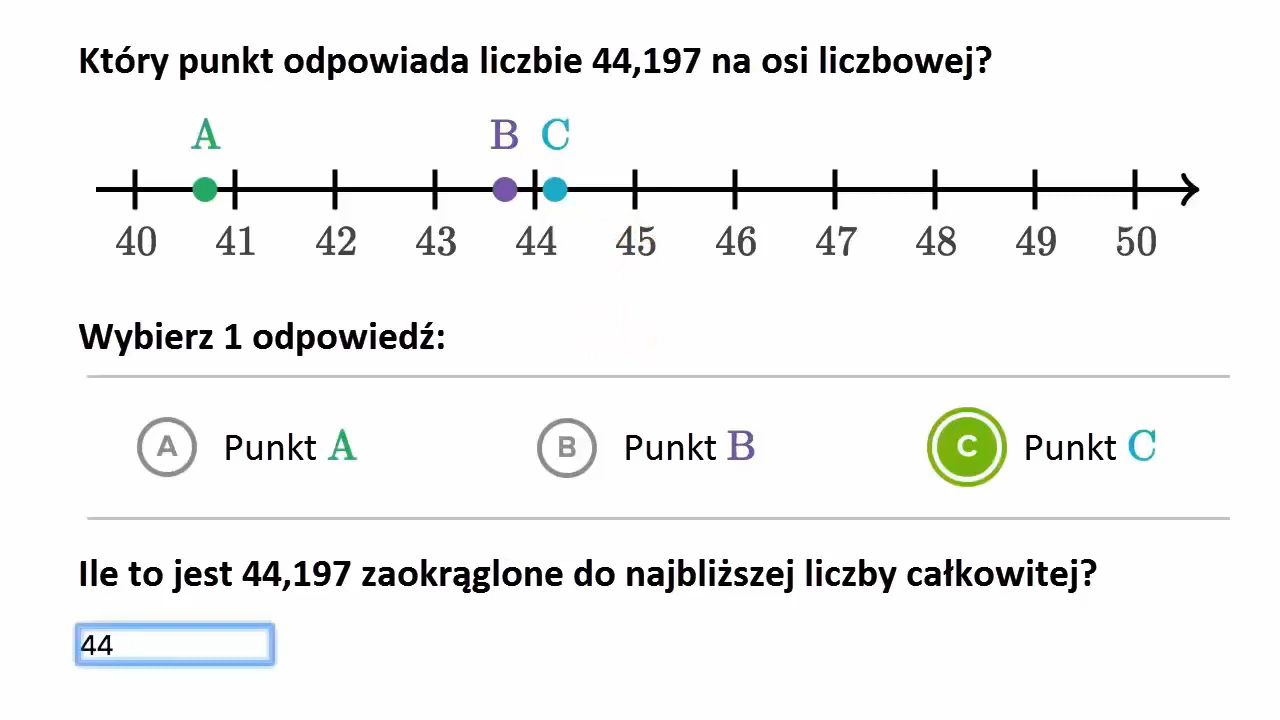 Który punkt odpowiada liczbie 44,197 na osi liczbowej?
A B C
40 41 42 43 44 45 46 47 48 49 50
Wybierz 1 odpowiedź:
A Punkt A B Punkt B C Punkt C
Ile to jest 44,197 zaokrąglone do najbliższej liczby całkowitej?
44